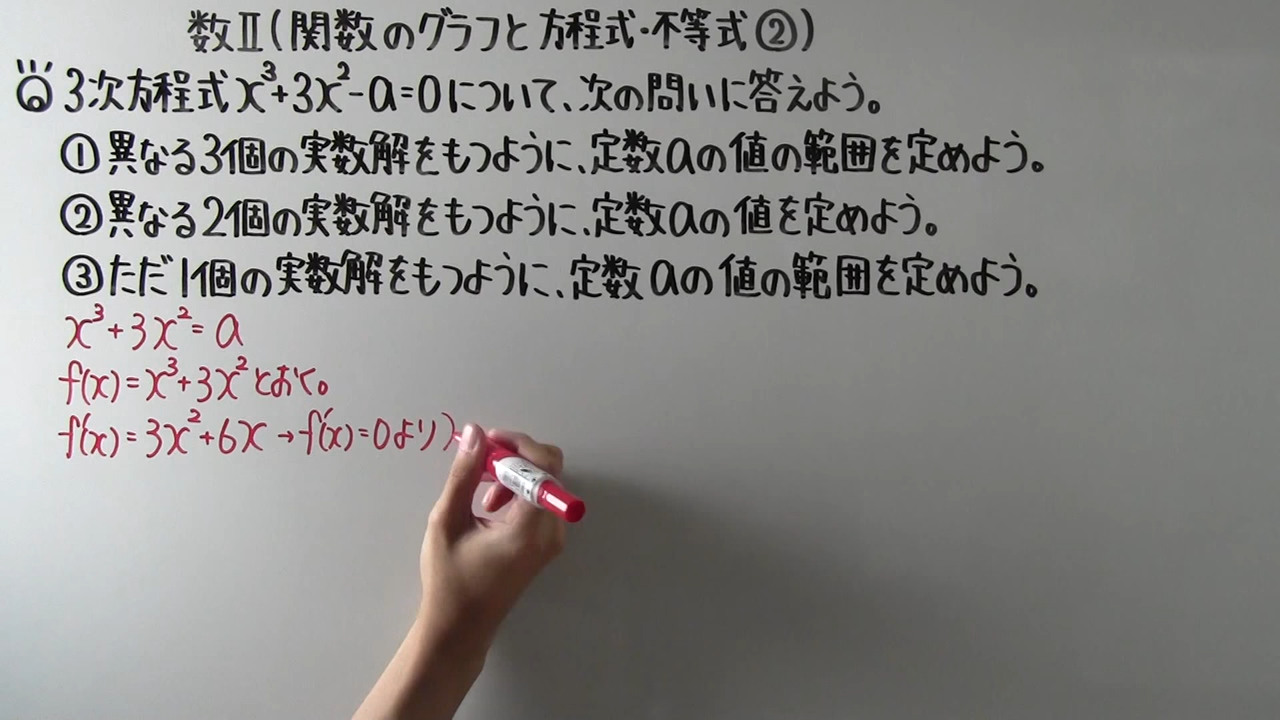 数Ⅱ(関数のグラフと方程式・不等式②)
Q 3次方程式x³+3x²-a=0について、次の問いに答えよう。
①異なる3個の実数解をもつように、定数aの値の範囲を定めよう。
②異なる2個の実数解をもつように、定数aの値を定めよう。
③ただ1個の実数解をもつように、定数aの値の範囲を定めよう。
x³+3x²=a
f(x)=x³+3x²とおく。
f'(x)=3x²+6x→f'(x)=0より